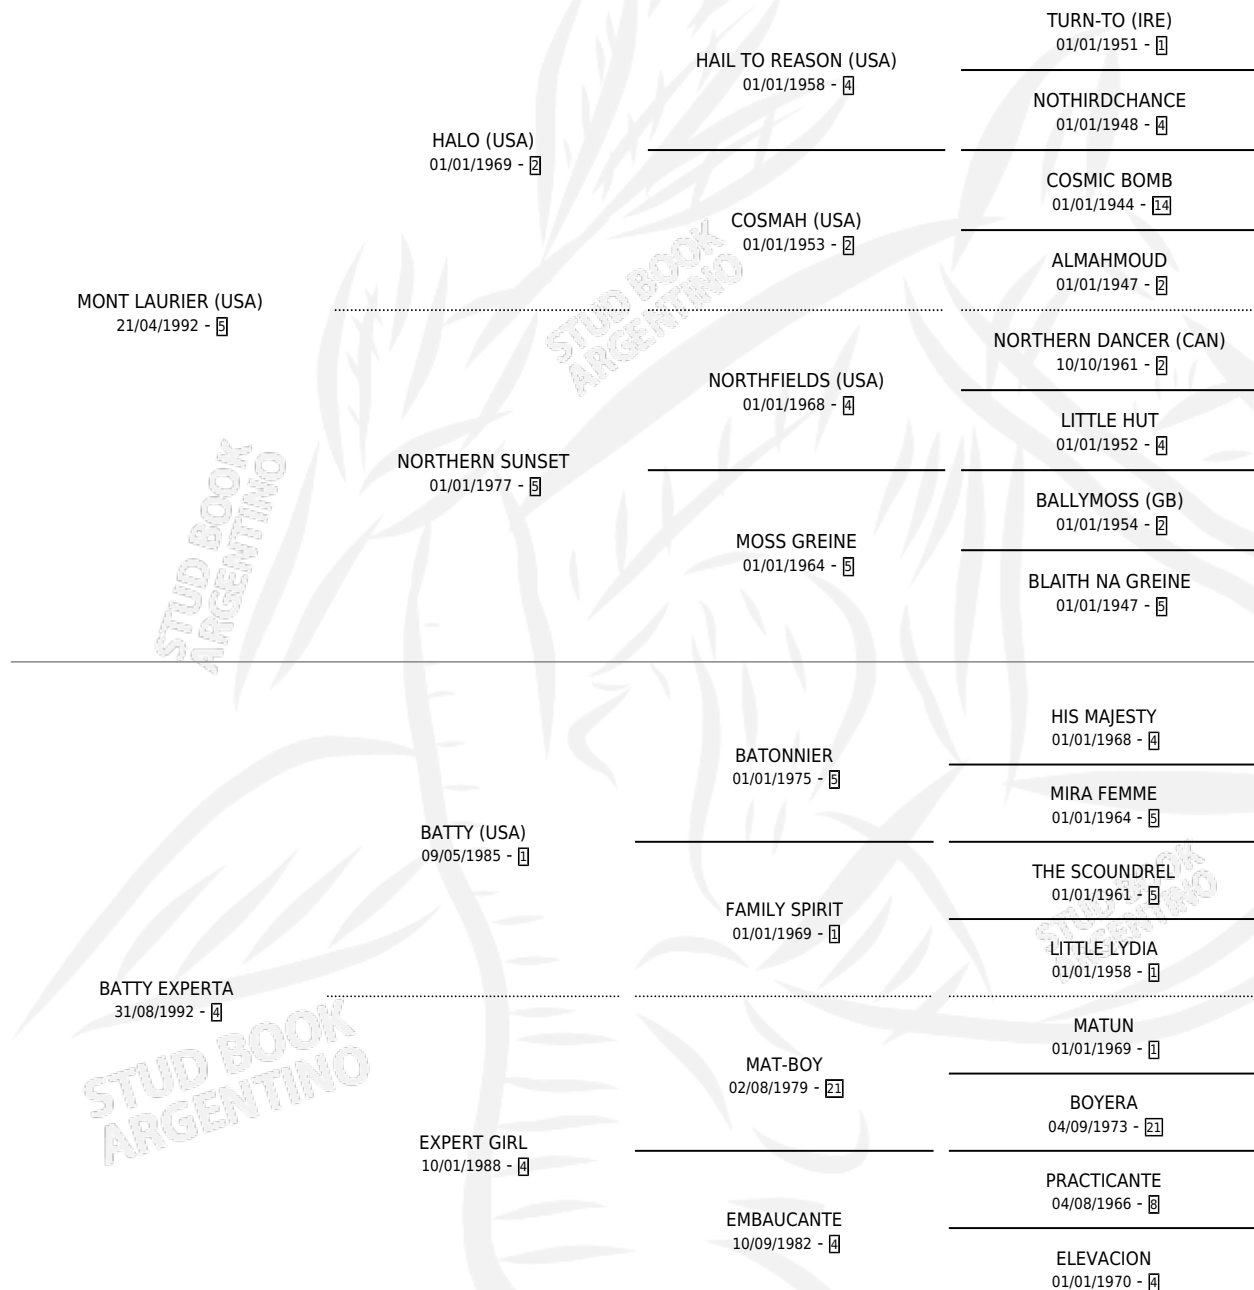 TURN-TO (IRE)
01/01/1951 - 1
HAIL TO REASON (USA)
01/01/1958 - 4
NOTHIRDCHANCE
01/01/1948 - 4
HALO (USA)
01/01/1969 - 2
COSMIC BOMB
01/01/1944 - 14
COSMAH (USA)
01/01/1953 - 2
ALMAHMOUD
01/01/1947 - 2
MONT LAURIER (USA)
21/04/1992 - 5
STUD BOOK
ARGENTINO
NORTHERN DANCER (CAN)
10/10/1961 - 2
NORTHFIELDS (USA)
01/01/1968 - 4
LITTLE HUT
01/01/1952 - 4
NORTHERN SUNSET
01/01/1977 - 5
BALLYMOSS (GB)
01/01/1954 - 2
MOSS GREINE
01/01/1964 - 5
BLAITH NA GREINE
01/01/1947 - 5
STUD BOOK
ARGENTINO
HIS MAJESTY
01/01/1968 - 4
BATONNIER
01/01/1975 - 5
MIRA FEMME
01/01/1964 - 5
BATTY (USA)
09/05/1985 - 1
THE SCOUNDREL
01/01/1961 - 5
FAMILY SPIRIT
01/01/1969 - 1
LITTLE LYDIA
01/01/1958 - 1
STUD BOOK
ARGENTINO
BATTY EXPERTA
31/08/1992 - 4
STUD BOOK
ARGENTINO
MATUN
01/01/1969 - 1
MAT-BOY
02/08/1979 - 21
BOYERA
04/09/1973 - 21
EXPERT GIRL
10/01/1988 - 4
PRACTICANTE
04/08/1966 - 8
EMBAUCANTE
10/09/1982 - 4
ELEVACION
01/01/1970 - 4